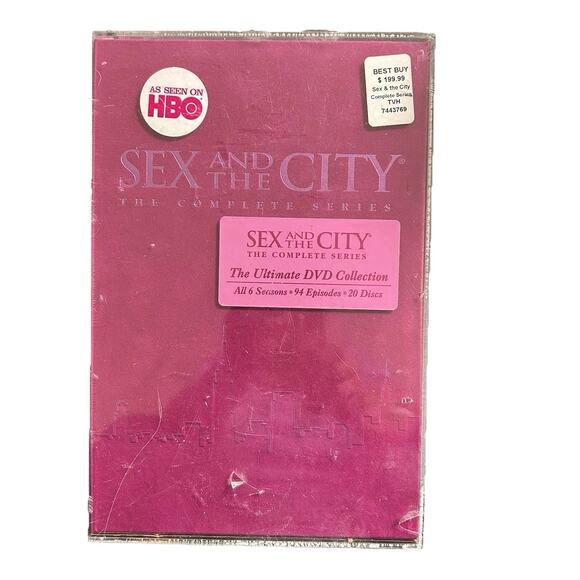 AS SEEN ON
HBO
BEST BUY
$ 199.99
Sex & the City
Complete Series
TVH
7443769
SEX AND THE CITY®
THE COMPLETE SERIES
SEX AND THE CITY®
THE COMPLETE SERIES
The Ultimate DVD Collection
All 6 Seasons • 94 Episodes • 20 Discs